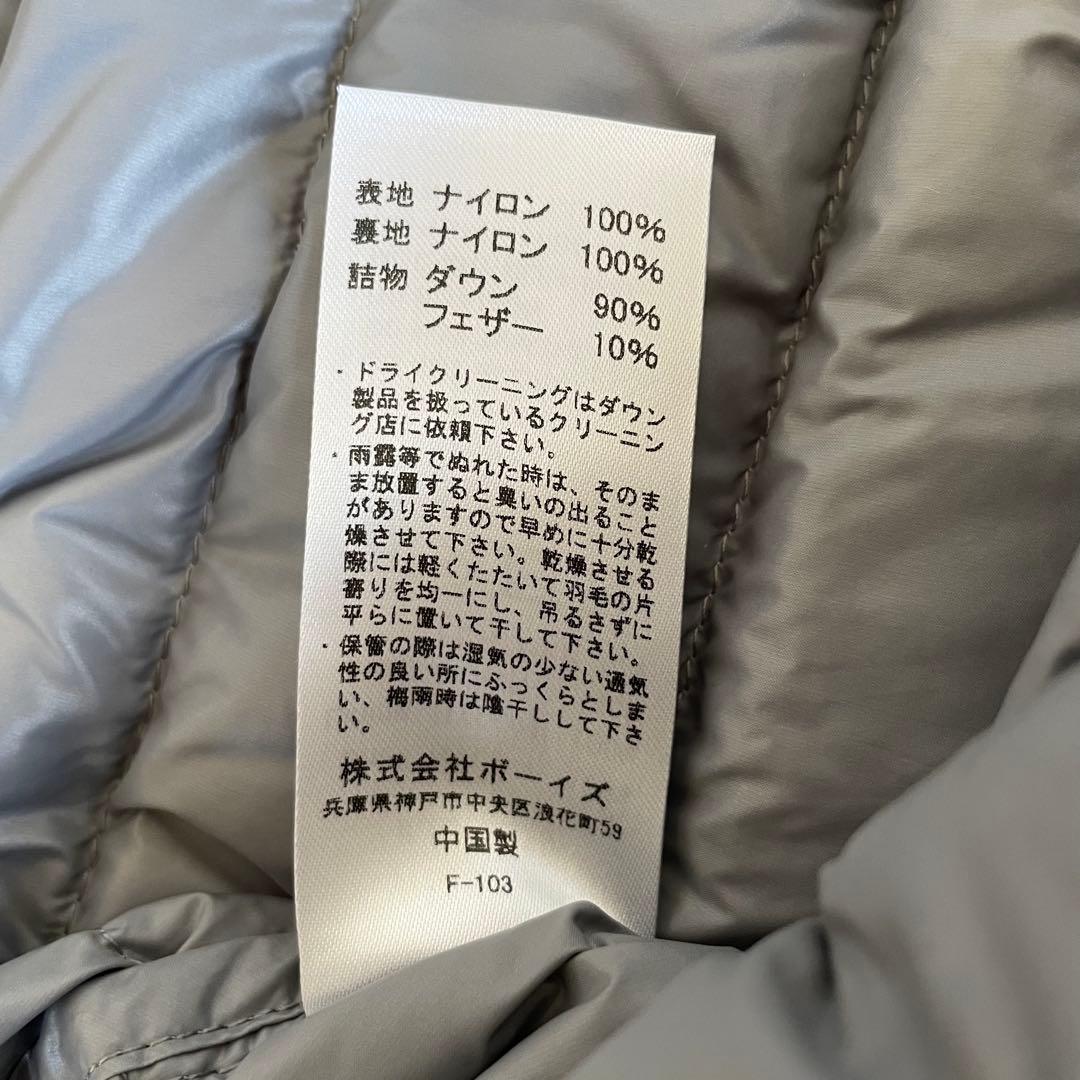 表地 ナイロン 100%
裏地 ナイロン 100%
詰物 ダウン 90%
フェザー 10%
・ドライクリーニングはダウン
製品を扱っているクリーニン
グ店に依頼下さい。
・雨露等でぬれた時は、そのま
ま放置すると臭いの出ること
がありますので早めに十分乾
燥させて下さい。乾燥させる
際には軽くたたいて羽毛の片
寄りを均一にし、吊るさずに
平らに置いて干して下さい。
・保管の際は湿気の少ない通気
性の良い所にふっくらとしま
い、梅雨時は陰干しして下さ
い。
株式会社ボーイズ
兵庫県神戸市中央区浪花町59
中国製
F-103